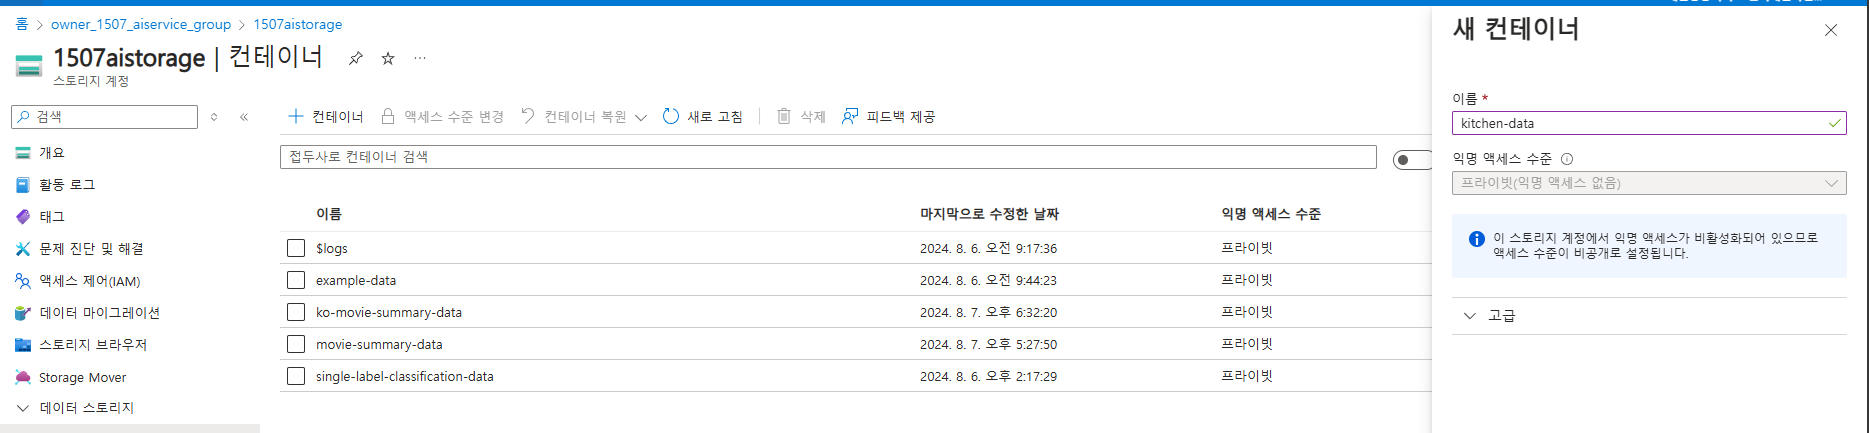 홈 > owner_1507_aiservice_group > 1507aistorage
1507aistorage | 컨테이너
스토리지 계정
검색
개요
활동 로그
태그
문제 진단 및 해결
액세스 제어(IAM)
데이터 마이그레이션
스토리지 브라우저
Storage Mover
데이터 스토리지
컨테이너 액세스 수준 변경 컨테이너 복원 새로 고침 삭제 피드백 제공
접두사로 컨테이너 검색
이름 마지막으로 수정한 날짜 익명 액세스 수준
$logs 2024. 8. 6. 오전 9:17:36 프라이빗
example-data 2024. 8. 6. 오전 9:44:23 프라이빗
ko-movie-summary-data 2024. 8. 7. 오후 6:32:20 프라이빗
movie-summary-data 2024. 8. 7. 오후 5:27:50 프라이빗
single-label-classification-data 2024. 8. 6. 오후 2:17:29 프라이빗
새 컨테이너
이름 *
kitchen-data
익명 액세스 수준
프라이빗(익명 액세스 없음)
이 스토리지 계정에서 익명 액세스가 비활성화되어 있으므로
액세스 수준이 비공개로 설정됩니다.
고급